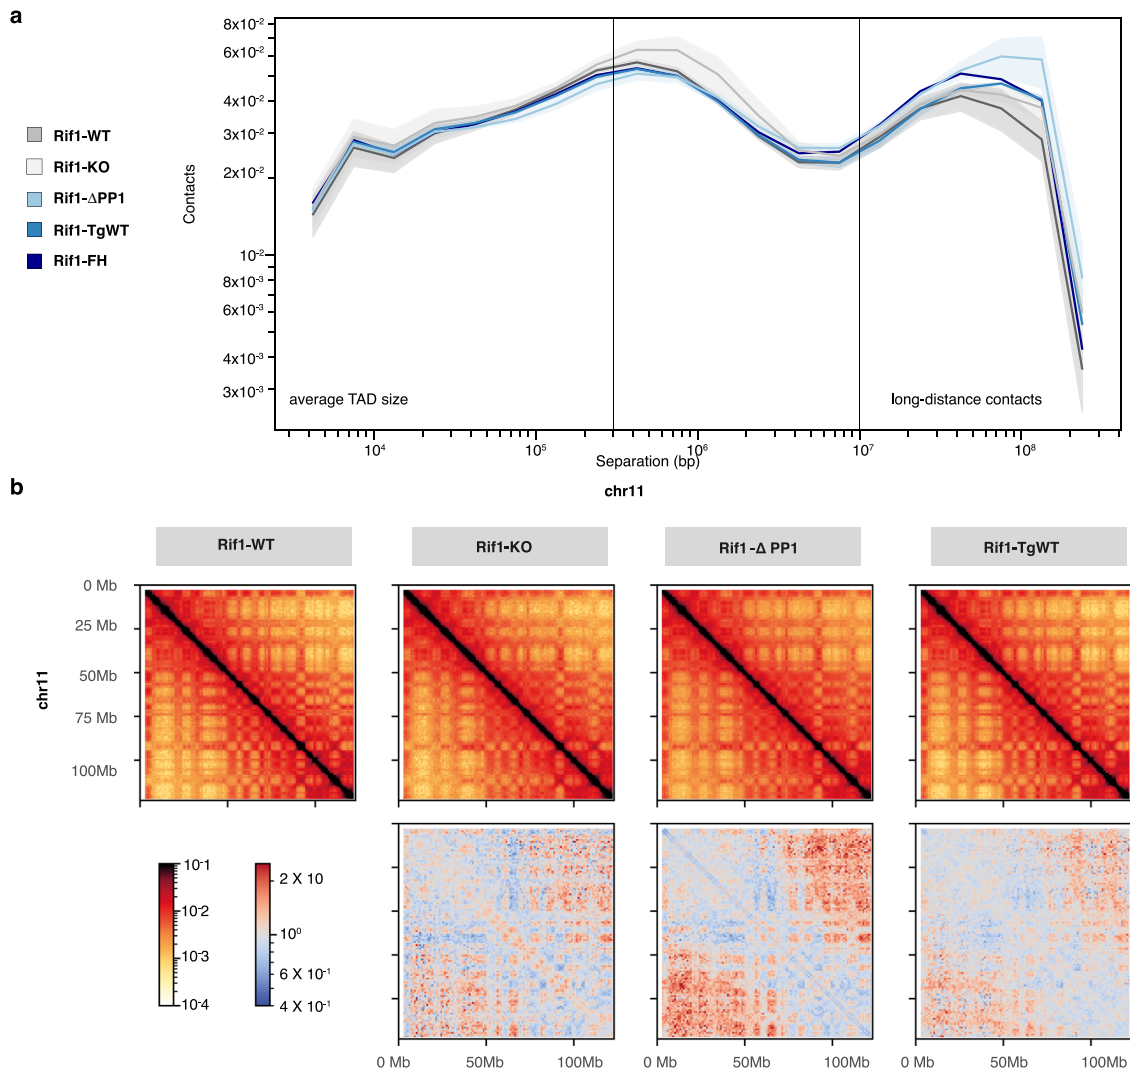 a
8x10⁻²
6x10⁻²
4x10⁻²
3x10⁻²
2x10⁻²
10⁻²
8x10⁻³
6x10⁻³
4x10⁻³
3x10⁻³
Contacts
Rif1-WT
Rif1-KO
Rif1-ΔPP1
Rif1-TgWT
Rif1-FH
average TAD size
long-distance contacts
10⁴
10⁵
10⁶
10⁷
10⁸
Separation (bp)
b
chr11
Rif1-WT
Rif1-KO
Rif1-Δ PP1
Rif1-TgWT
chr11
0 Mb
25 Mb
50Mb
75 Mb
100Mb
10⁻¹
10⁻²
10⁻³
10⁻⁴
2 X 10
10⁰
6 X 10⁻¹
4 X 10⁻¹
0 Mb
50Mb
100Mb
0 Mb
50Mb
100Mb
0 Mb
50Mb
100Mb